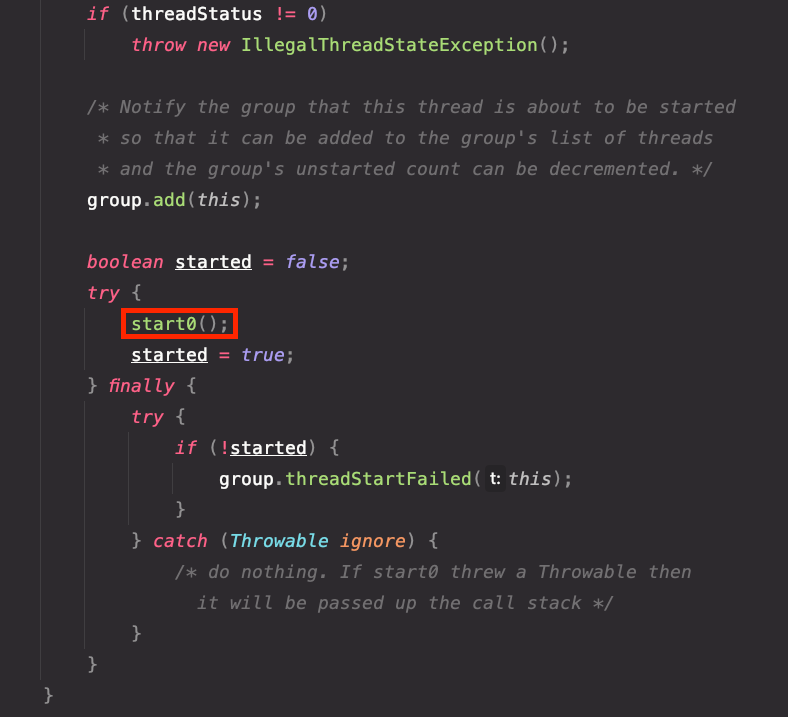 if (threadStatus != 0)
throw new IllegalThreadStateException();
/* Notify the group that this thread is about to be started
* so that it can be added to the group's list of threads
* and the group's unstarted count can be decremented. */
group.add(this);
boolean started = false;
try {
start0();
started = true;
} finally {
try {
if (!started) {
group.threadStartFailed( t: this);
}
} catch (Throwable ignore) {
/* do nothing. If start0 threw a Throwable then
it will be passed up the call stack */
}
}
}